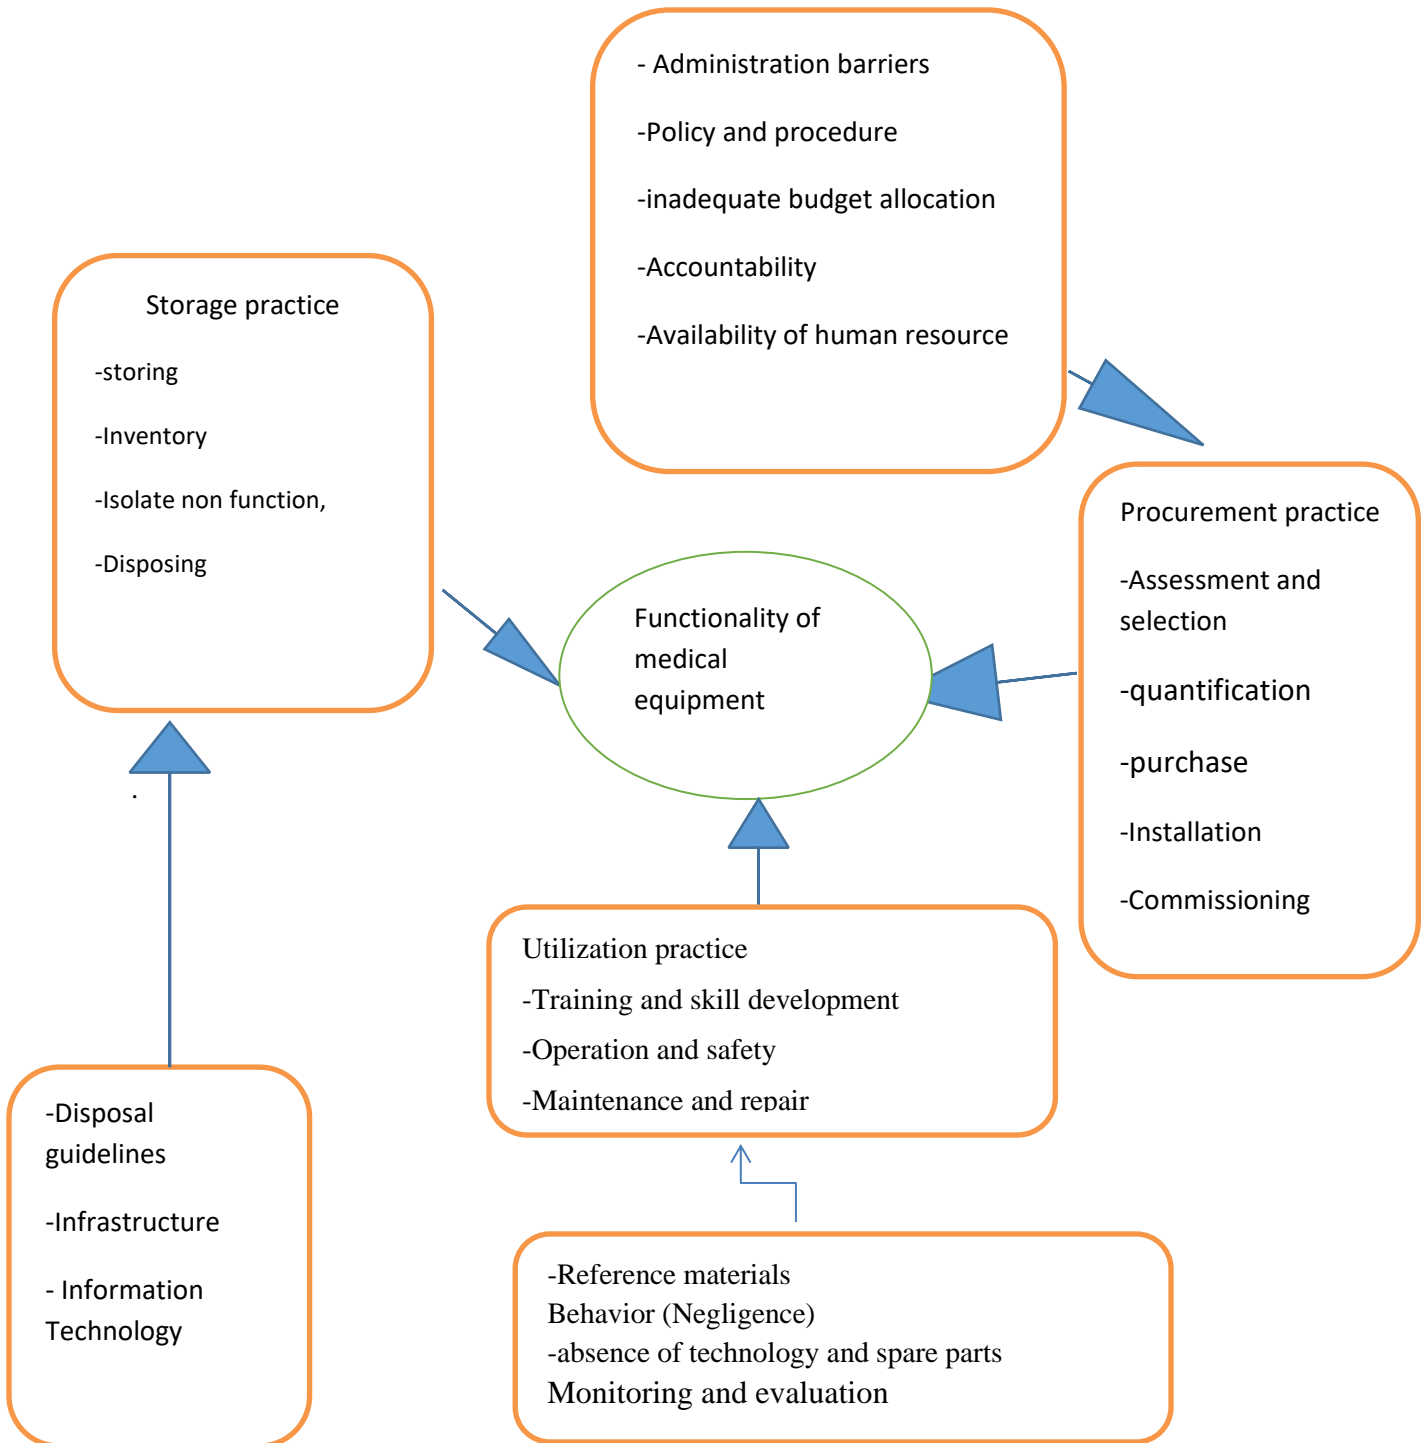 - Administration barriers
-Policy and procedure
-inadequate budget allocation
-Accountability
-Availability of human resource
Storage practice
-storing
-Inventory
-Isolate non function,
-Disposing
Procurement practice
-Assessment and
selection
-quantification
-purchase
-Installation
-Commissioning
Functionality of
medical
equipment
.
Utilization practice
-Training and skill development
-Operation and safety
-Maintenance and repair
-Disposal
guidelines
-Infrastructure
- Information
Technology
-Reference materials
Behavior (Negligence)
-absence of technology and spare parts
Monitoring and evaluation